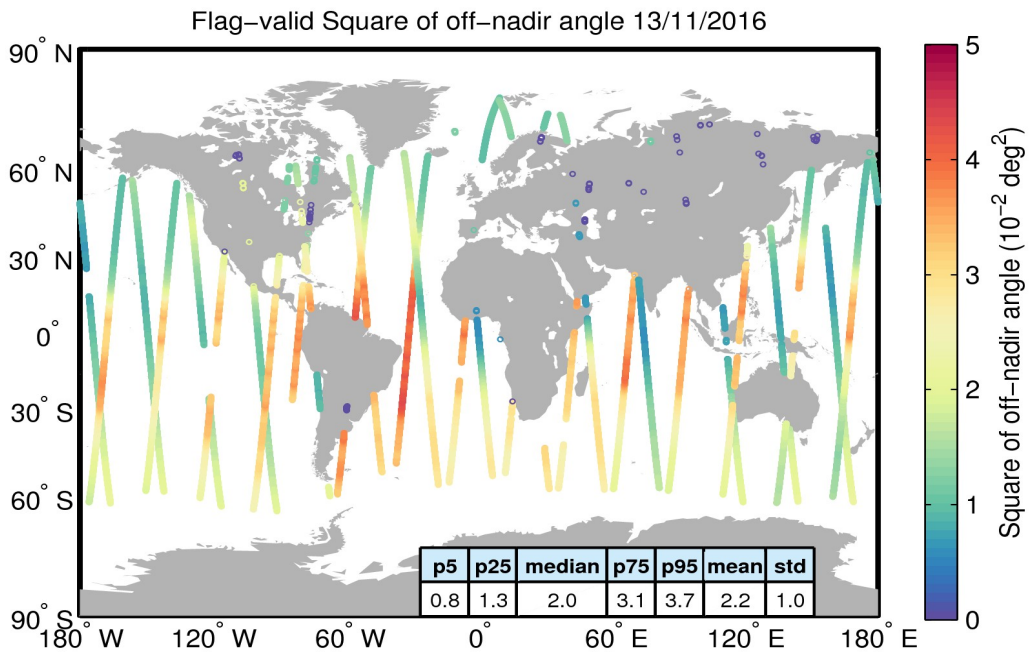 Flag−valid Square of off−nadir angle 13/11/2016
90° N
60° N
30° N
0°
30° S
60° S
90° S
180° W
120° W
60° W
0°
60° E
120° E
180° E
p5 p25 median p75 p95 mean std
0.8 1.3 2.0 3.1 3.7 2.2 1.0
5
4
3
2
1
0
Square of off−nadir angle (10⁻² deg²)